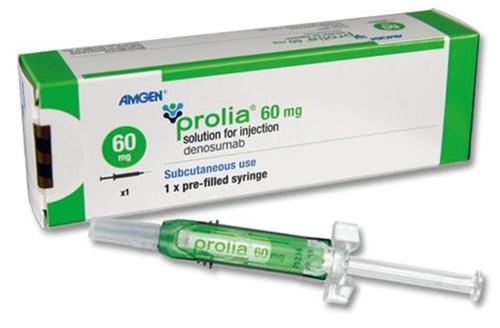 AMGEN®
prolia® 60 mg
solution for injection
denosumab
60
mg
x1
Subcutaneous use
1 x pre-filled syringe
prolia 60 mg